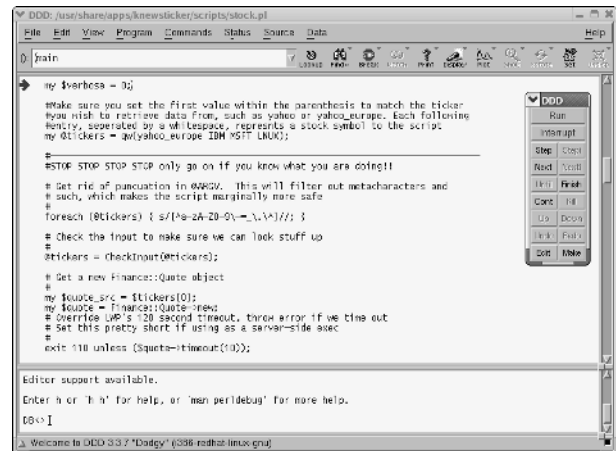 DDD: /usr/share/apps/knewsticker/scripts/stock.pl
File Edit View Program Commands Status Source Data Help
(): main
Lookup Find» Break Print Display Plot Set
my $verbose = 0;
#Make sure you set the first value within the parenthesis to match the ticker
#you wish to retrieve data from, such as yahoo or yahoo_europe. Each following
#entry, seperated by a whitespace, represnts a stock symbol to the script
my @tickers = qw(yahoo_europe IBM MSFT LNUX);
#STOP STOP STOP STOP only go on if you know what you are doing!!
# Get rid of puncuation in @ARGV. This will filter out metacharacters and
# such, which makes the script marginally more safe
#
foreach (@tickers) { s/[^a-zA-Z0-9\-=_\.\^]//; }
# Check the input to make sure we can look stuff up
#
@tickers = CheckInput(@tickers);
# Get a new Finance::Quote object
#
my $quote_src = $tickers[0];
my $quote = Finance::Quote->new;
# Override LWP's 120 second timeout, throw error if we time out
# Set this pretty short if using as a server-side exec
#
exit 110 unless ($quote->timeout(10));
DDD
Run
Interrupt
Step Stepi
Next Nexti
Until Finish
Cont Kill
Up Down
Undo Redo
Edit Make
Editor support available.
Enter h or `h h' for help, or `man perldebug' for more help.
DB<>
Welcome to DDD 3.3.7 "Dodgy" (i386-redhat-linux-gnu)